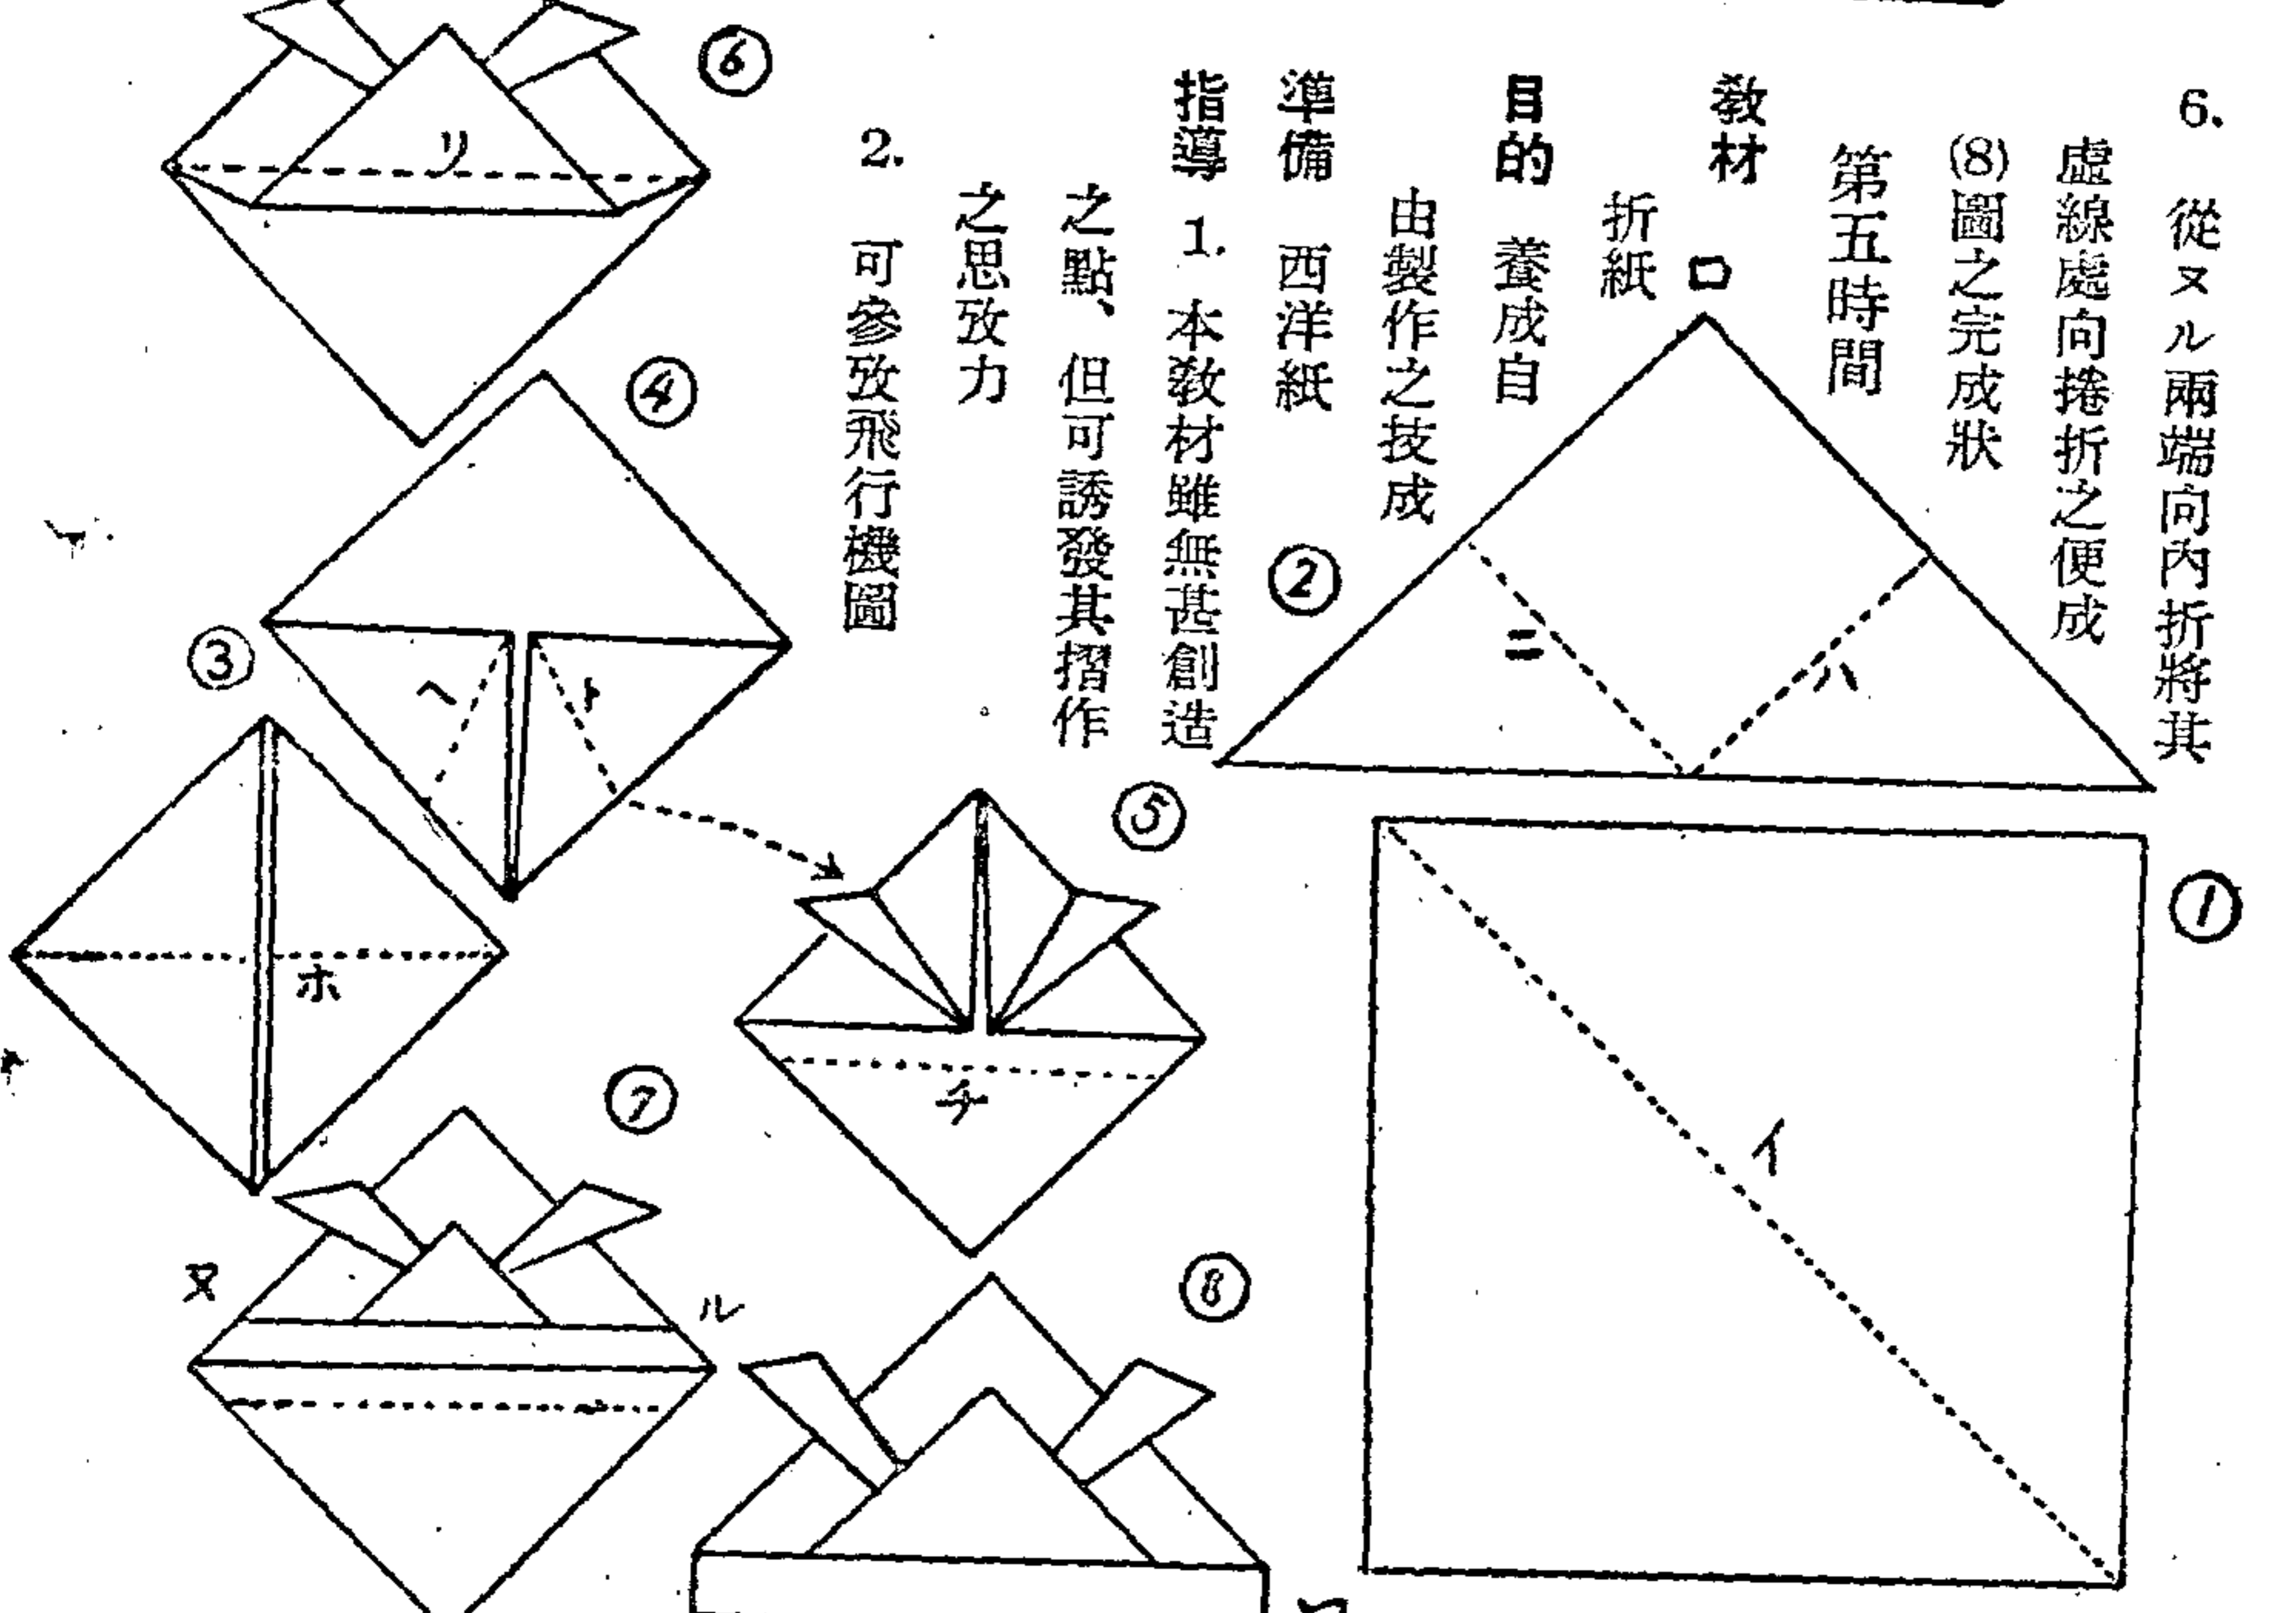 6. 從ヌル兩端向內折將其
虛線處向捲折之便成
(8)圖之完成狀
第五時間
教材
折紙
目的 養成自
由製作之技成
準備 西洋紙
指導 1. 本教材雖無甚創造
之點、但可誘發其摺作
之思攷力
2. 可參攷飛行機圖
①
イ
②
ロ
ニ
ハ
③
ホ
④
ヘ
ト
⑤
チ
⑥
リ
⑦
ヌ
ル
⑧